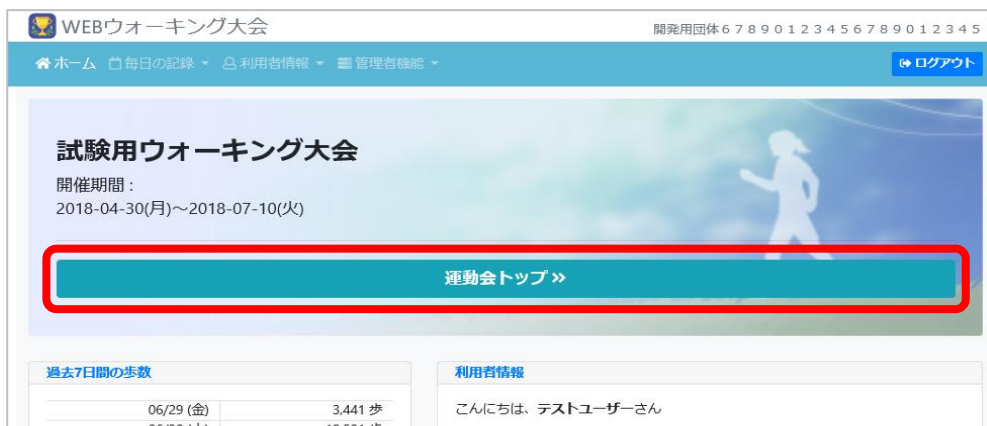 WEBウォーキング大会
開発用団体６７８９０１２３４５６７８９０１２３４５
ホーム 毎日の記録 利用者情報 管理者機能
ログアウト
試験用ウォーキング大会
開催期間 :
2018-04-30(月)～2018-07-10(火)
運動会トップ »
過去7日間の歩数
06/29 (金) 3,441 歩
利用者情報
こんにちは、テストユーザーさん